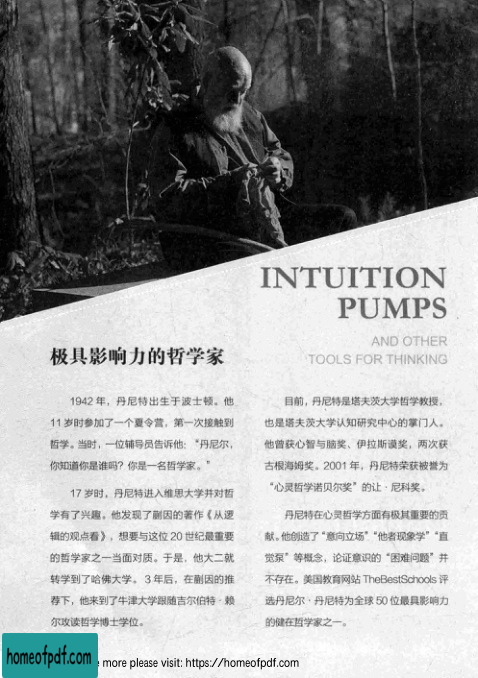 INTUITION
PUMPS
AND OTHER
TOOLS FOR THINKING
极具影响力的哲学家
1942 年，丹尼特出生于波士顿。他
11 岁时参加了一个夏令营，第一次接触到
哲学。当时，一位辅导员告诉他：“丹尼尔，
你知道你是谁吗？你是一名哲学家。”
17 岁时，丹尼特进入维思大学并对哲
学有了兴趣。他发现了蒯因的著作《从逻
辑的观点看》，想要与这位 20 世纪最重要
的哲学家之一当面对质。于是，他大二就
转学到了哈佛大学。 3 年后，在蒯因的推
荐下，他来到了牛津大学跟随吉尔伯特·赖
尔攻读哲学博士学位。
目前，丹尼特是塔夫茨大学哲学教授，
也是塔夫茨大学认知研究中心的掌门人。
他曾获心智与脑奖、伊拉斯谟奖，两次获
古根海姆奖。2001 年，丹尼特荣获被誉为
“心灵哲学诺贝尔奖”的让·尼科奖。
丹尼特在心灵哲学方面有极其重要的贡
献。他创造了“意向立场”“他者现象学”“直
觉泵”等概念，论证意识的“困难问题”并
不存在。美国教育网站 TheBestSchools 评
选丹尼尔·丹尼特为全球 50 位最具影响力
的健在哲学家之一。
homeofpdf.com
more please visit: https://homeofpdf.com